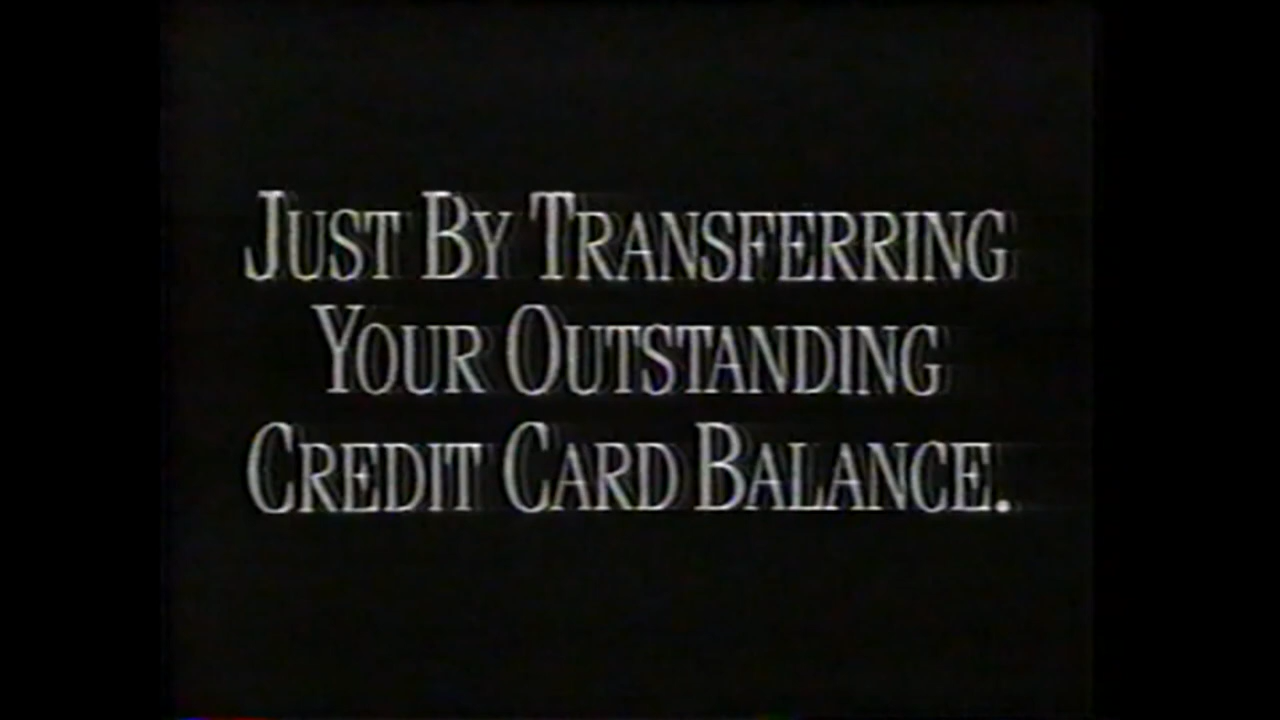 JUST BY TRANSFERRING
YOUR OUTSTANDING
CREDIT CARD BALANCE.